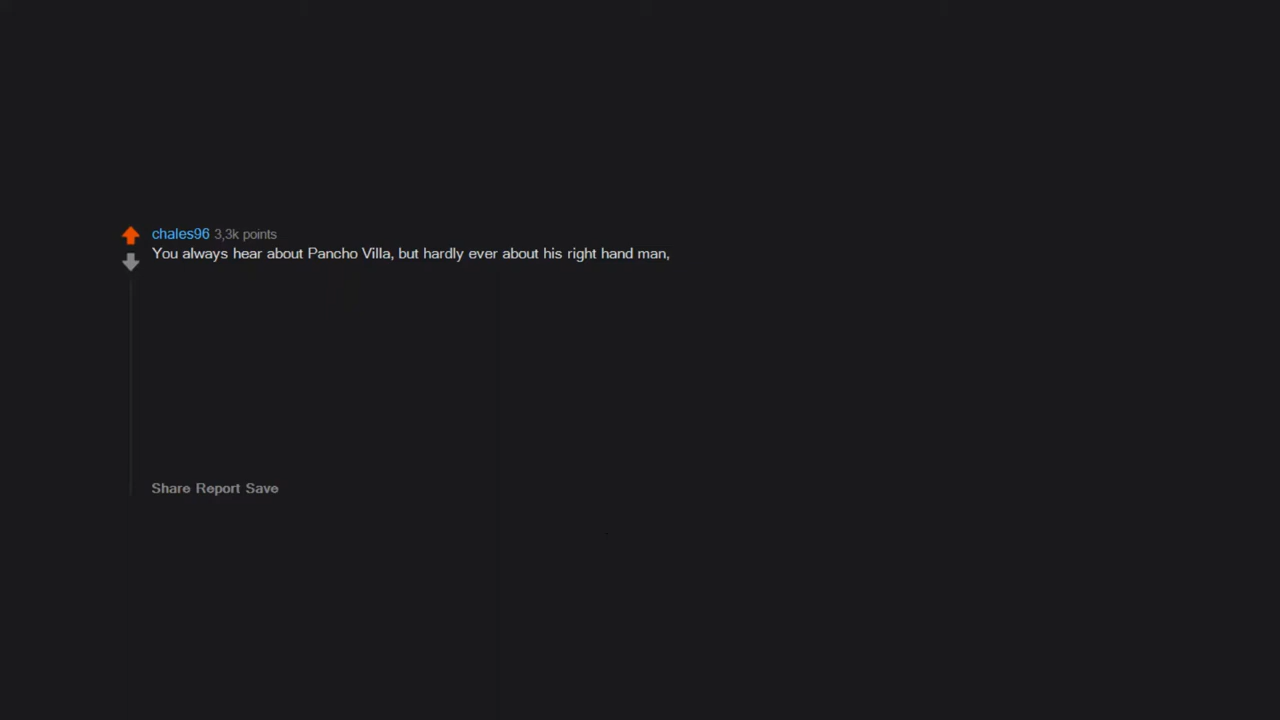 chales96 3,3k points
You always hear about Pancho Villa, but hardly ever about his right hand man,
Share Report Save